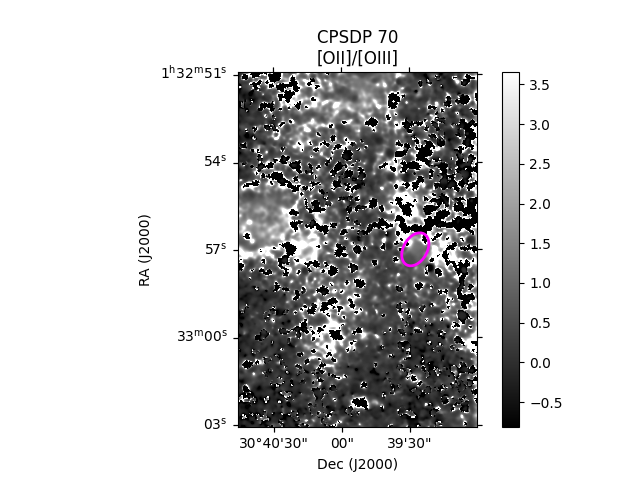 CPSDP 70
[OII]/[OIII]
1ʰ32ᵐ51ˢ
54ˢ
57ˢ
33ᵐ00ˢ
03ˢ
RA (J2000)
30°40'30" 00" 39'30"
Dec (J2000)
3.5
3.0
2.5
2.0
1.5
1.0
0.5
0.0
−0.5